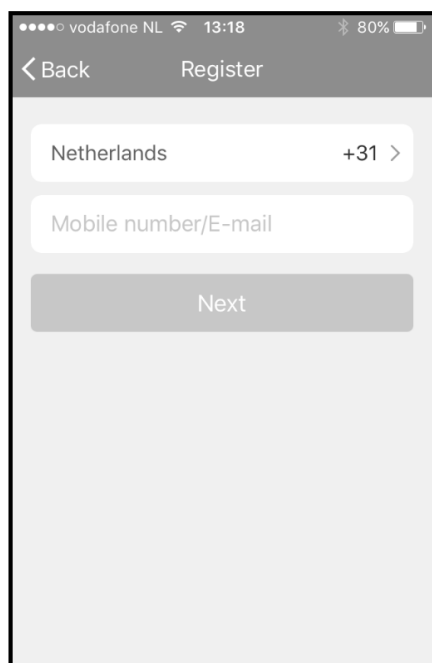 vodafone NL 13:18 80%
Back Register
Netherlands +31
Mobile number/E-mail
Next